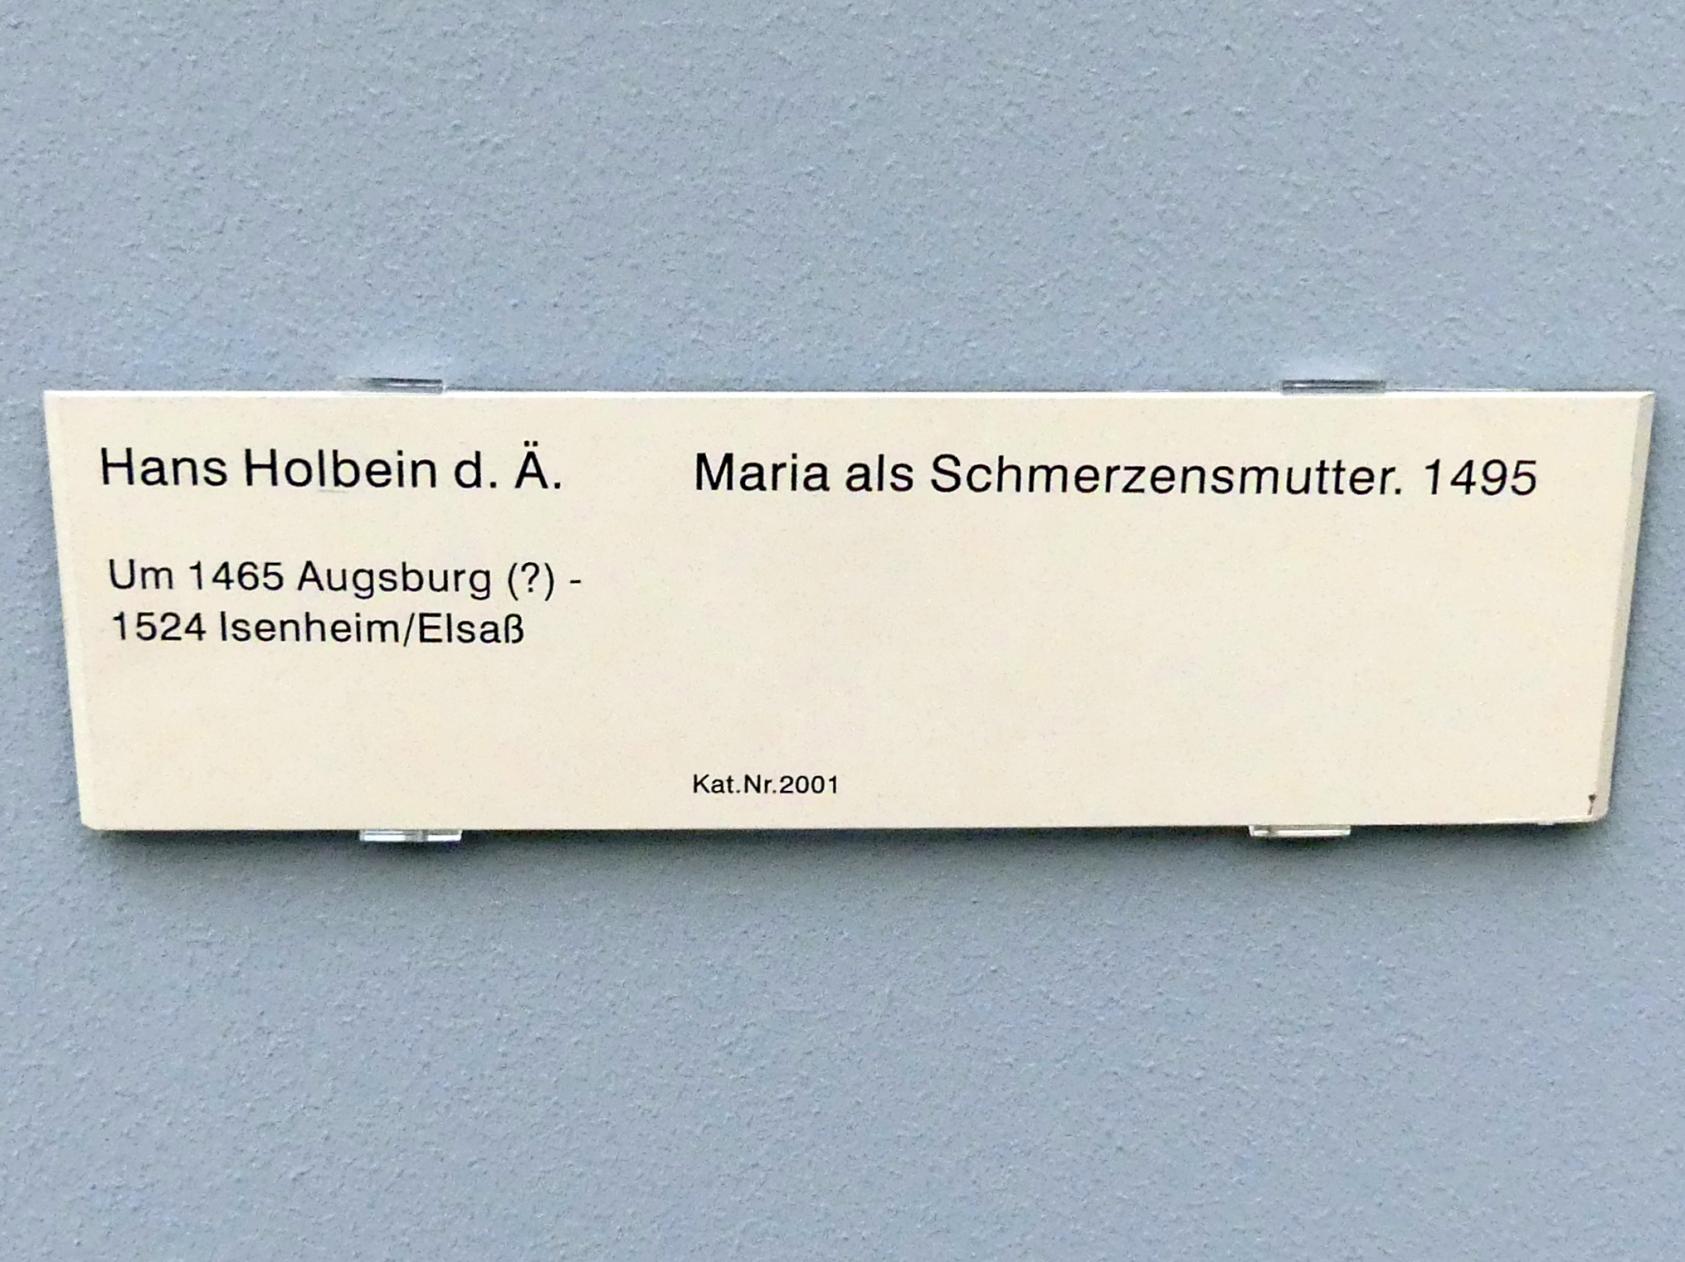 Hans Holbein d. Ä.
Um 1465 Augsburg (?) -
1524 Isenheim/Elsaß
Maria als Schmerzensmutter. 1495
Kat.Nr.2001